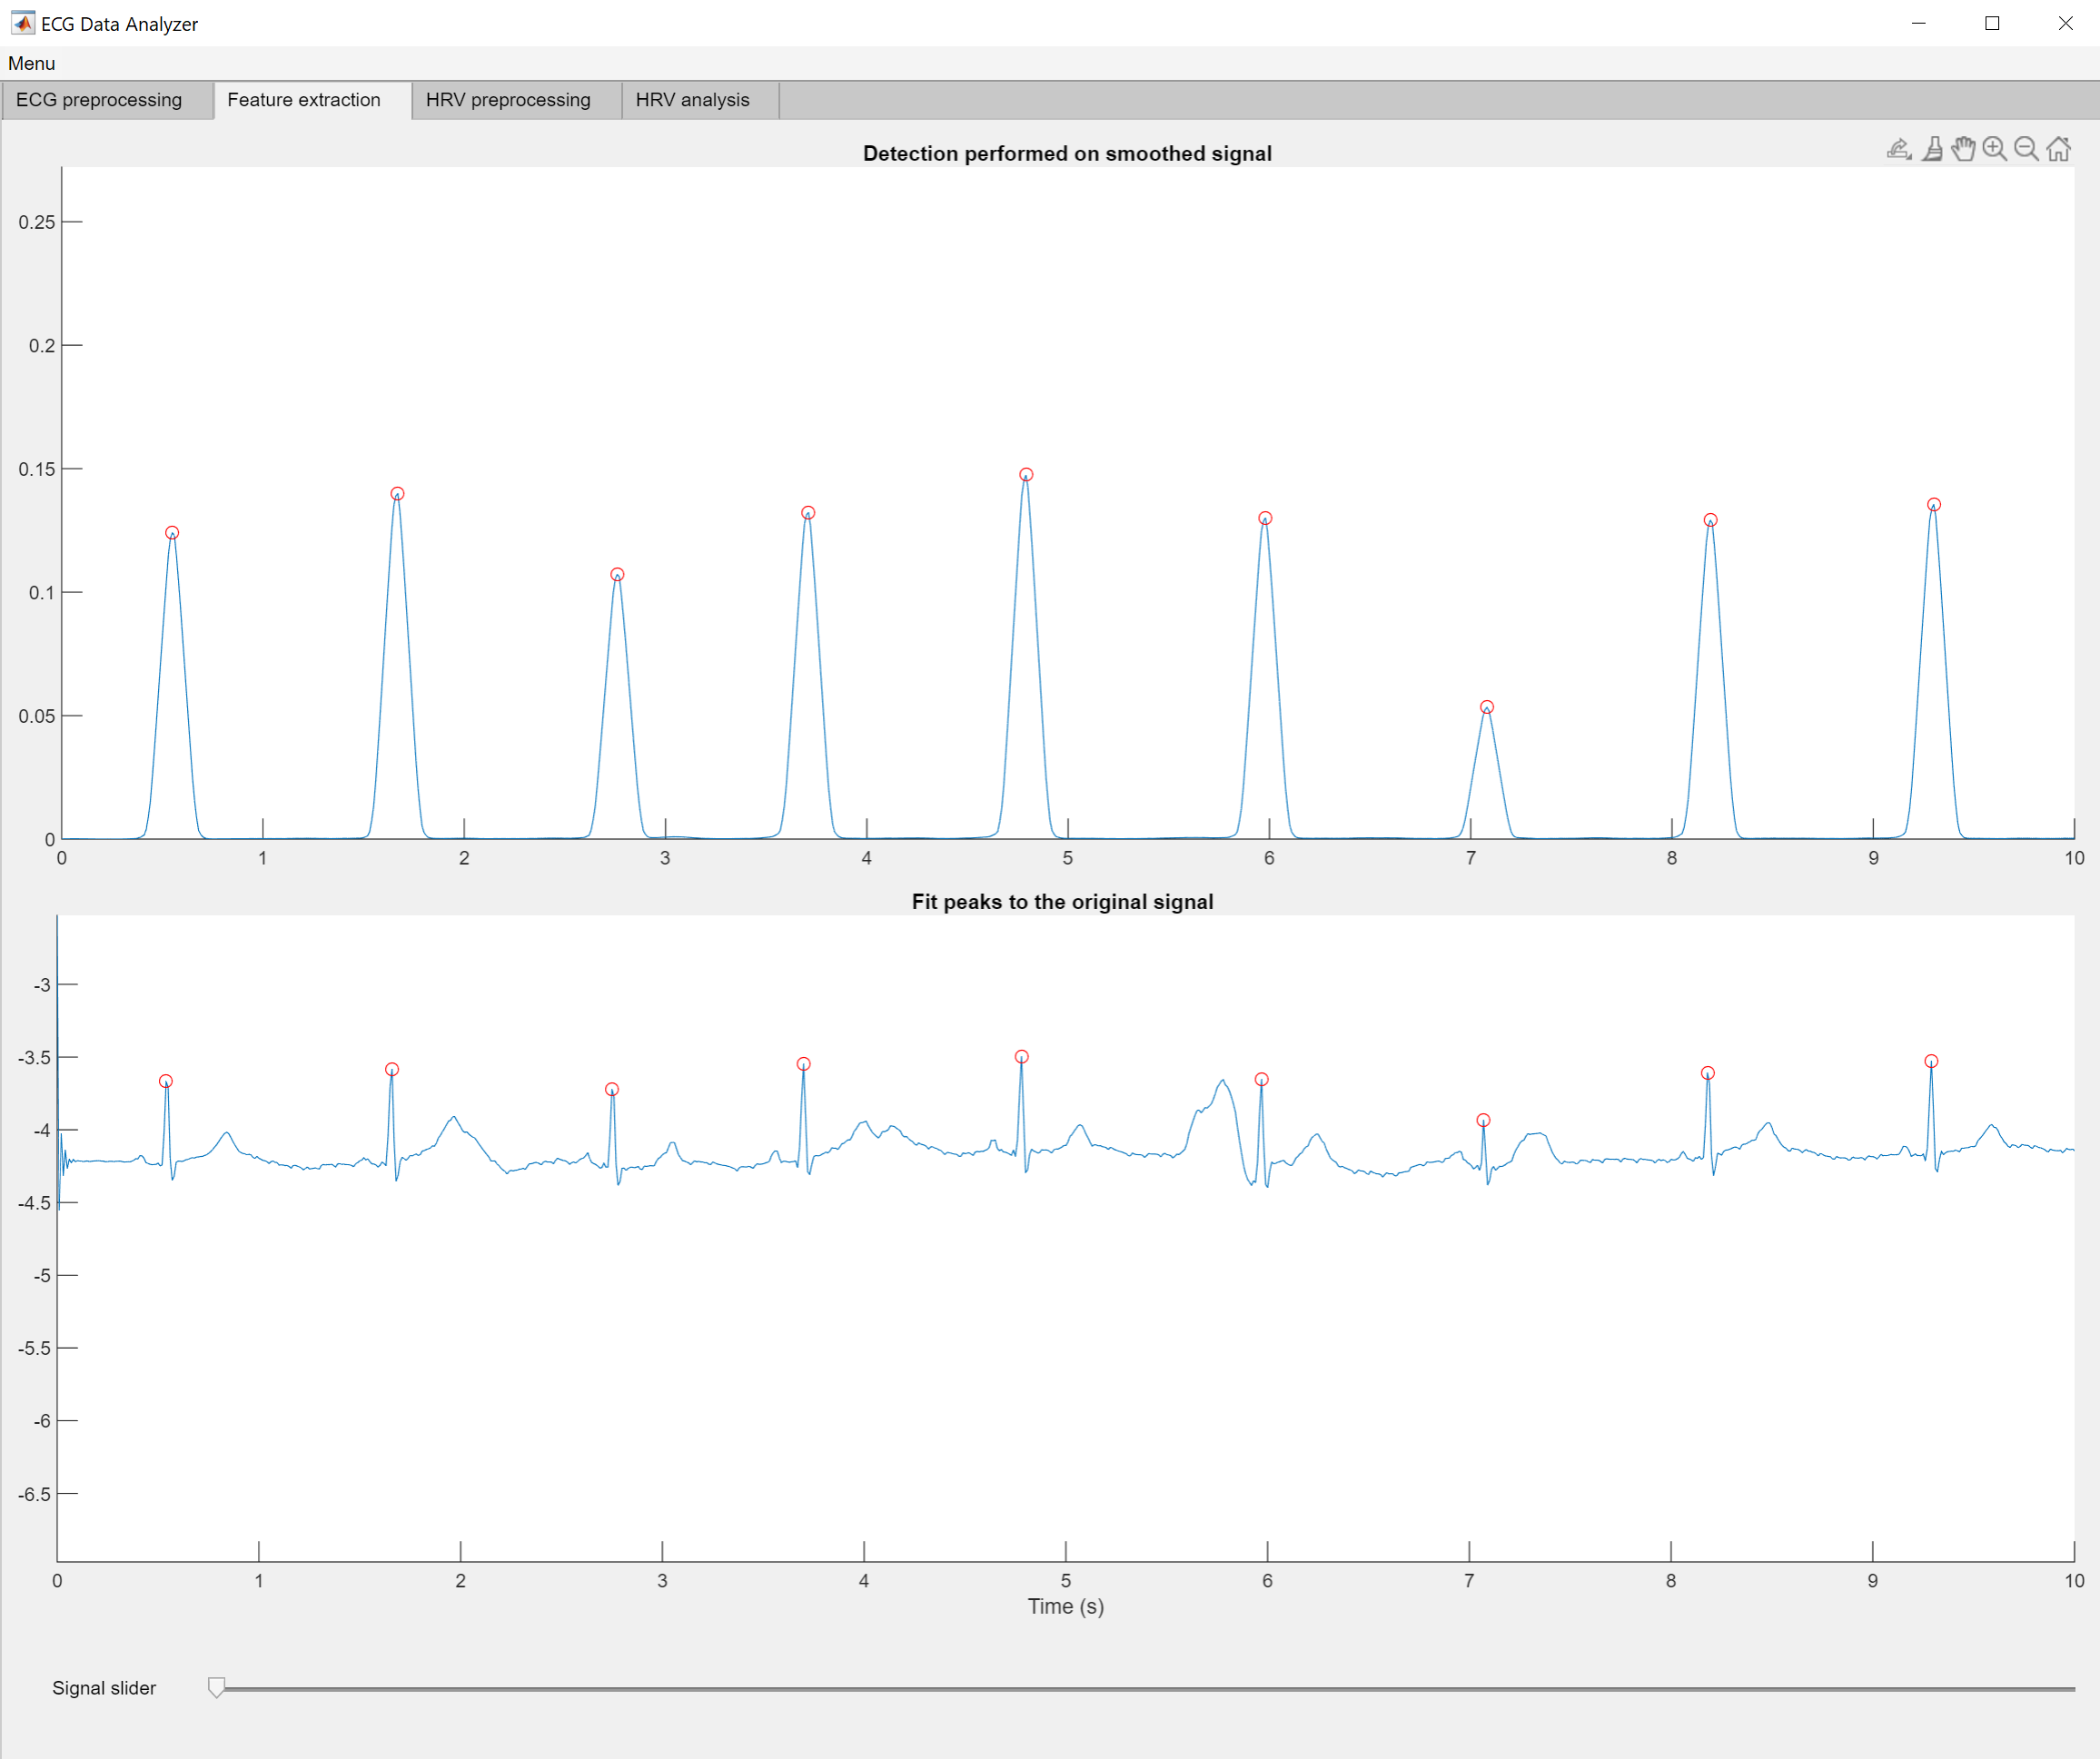 ECG Data Analyzer
Menu
ECG preprocessing Feature extraction HRV preprocessing HRV analysis
Detection performed on smoothed signal
0.25
0.2
0.15
0.1
0.05
0
0 1 2 3 4 5 6 7 8 9 10
Fit peaks to the original signal
-3
-3.5
-4
-4.5
-5
-5.5
-6
-6.5
0 1 2 3 4 5 6 7 8 9 10
Time (s)
Signal slider